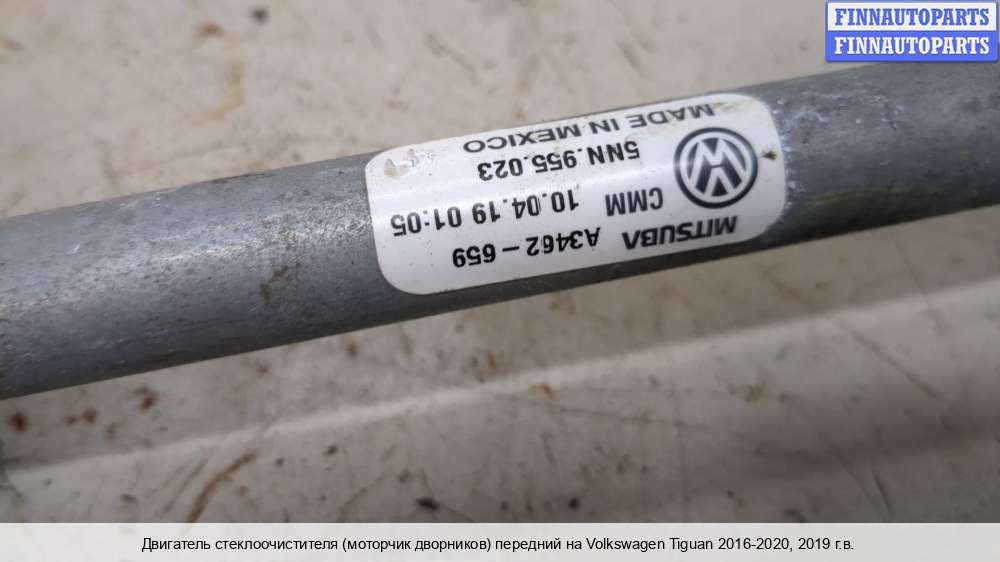 FINNAUTOPARTS
FINNAUTOPARTS
MITSUBA A3462-659
CMM 10.04.19 01:05
5NN.955.023
MADE IN MEXICO
Двигатель стеклоочистителя (моторчик дворников) передний на Volkswagen Tiguan 2016-2020, 2019 г.в.